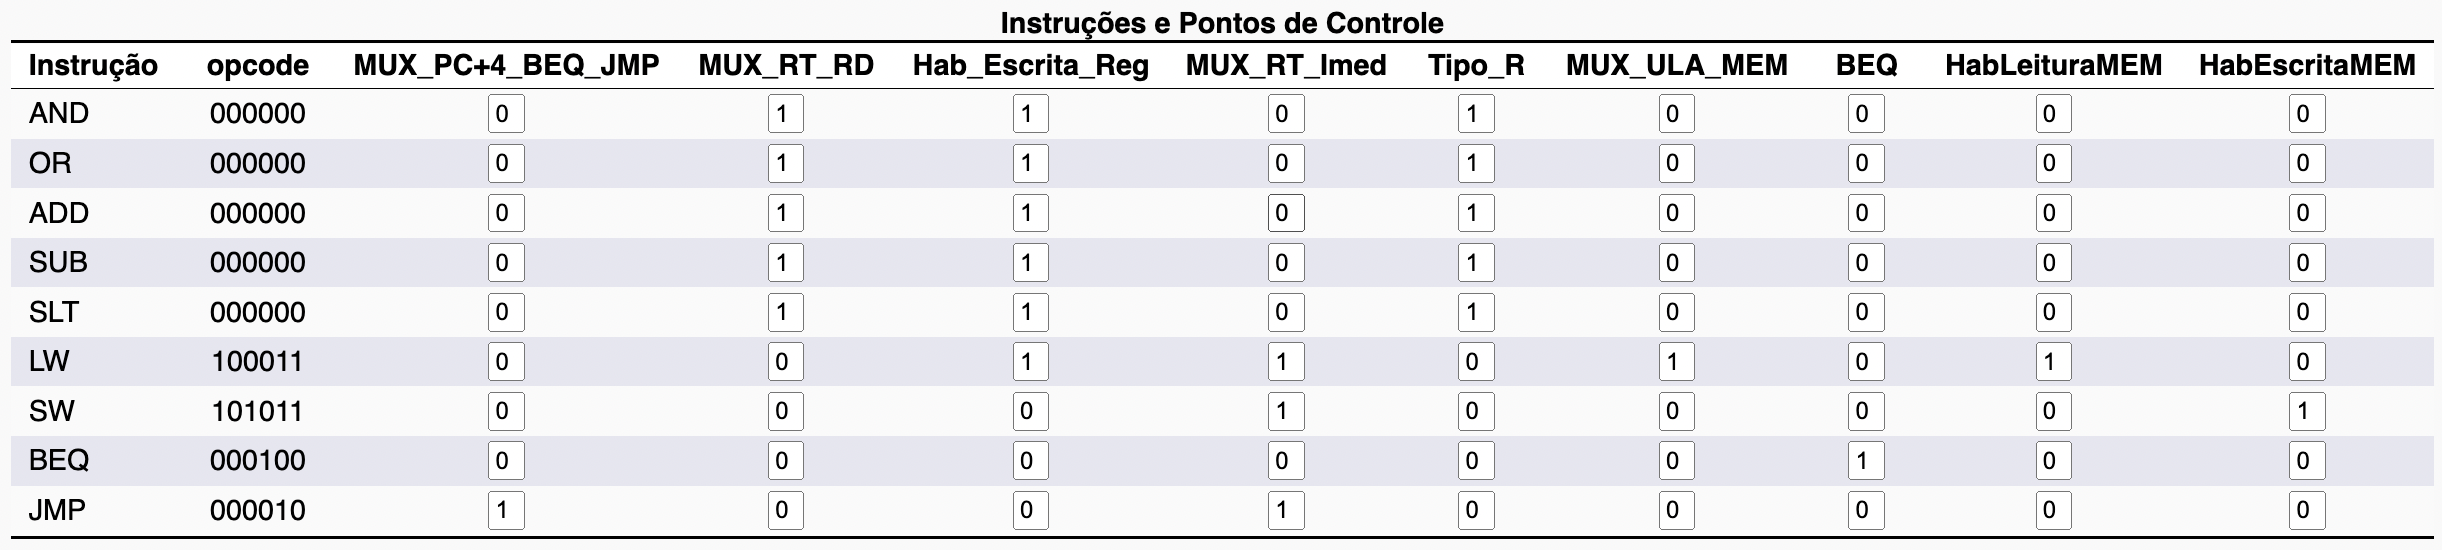 Instruções e Pontos de Controle
Instrução opcode MUX_PC+4_BEQ_JMP MUX_RT_RD Hab_Escrita_Reg MUX_RT_Imed Tipo_R MUX_ULA_MEM BEQ HabLeituraMEM HabEscritaMEM
AND 000000 0 1 1 0 1 0 0 0 0
OR 000000 0 1 1 0 1 0 0 0 0
ADD 000000 0 1 1 0 1 0 0 0 0
SUB 000000 0 1 1 0 1 0 0 0 0
SLT 000000 0 1 1 0 1 0 0 0 0
LW 100011 0 0 1 1 0 1 0 1 0
SW 101011 0 0 0 1 0 0 0 0 1
BEQ 000100 0 0 0 0 0 0 1 0 0
JMP 000010 1 0 0 1 0 0 0 0 0